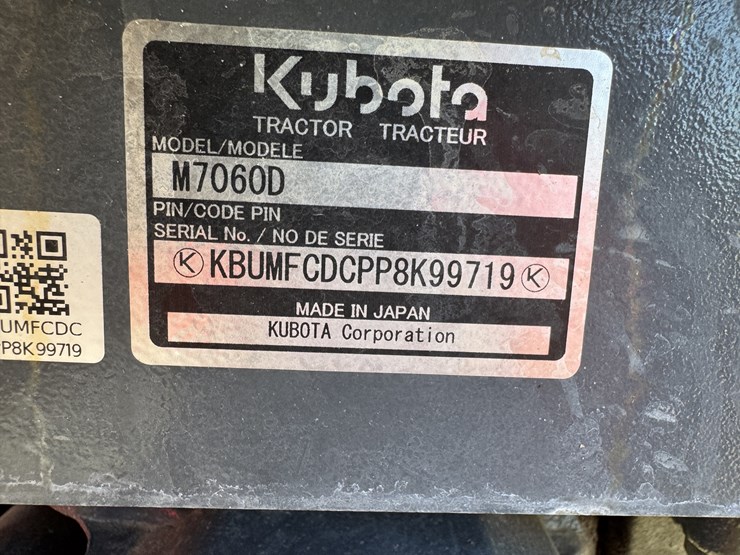 Kubota
TRACTOR TRACTEUR
MODEL/MODELE
M7060D
PIN/CODE PIN
SERIAL No. / NO DE SERIE
K KBUMFCDCPP8K99719 K
MADE IN JAPAN
KUBOTA Corporation
UMFCDC
P8K99719